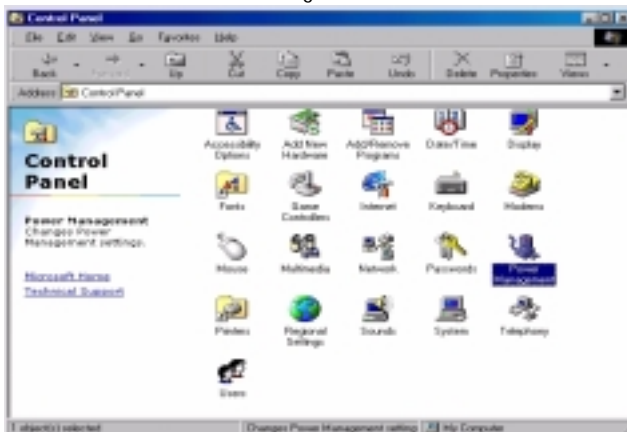 Control Panel
File Edit View Go Favorites Help
Back Forward Up Cut Copy Paste Undo Delete Properties Views
Address Control Panel
Control
Panel
Power Management
Changes Power
Management settings.
Microsoft Home
Technical Support
Accessibility
Options
Add New
Hardware
Add/Remove
Programs
Date/Time
Display
Fonts
Game
Controllers
Internet
Keyboard
Modems
Mouse
Multimedia
Network
Passwords
Power
Management
Printers
Regional
Settings
Sounds
System
Telephony
Users
1 object(s) selected
Changes Power Management setting
My Computer